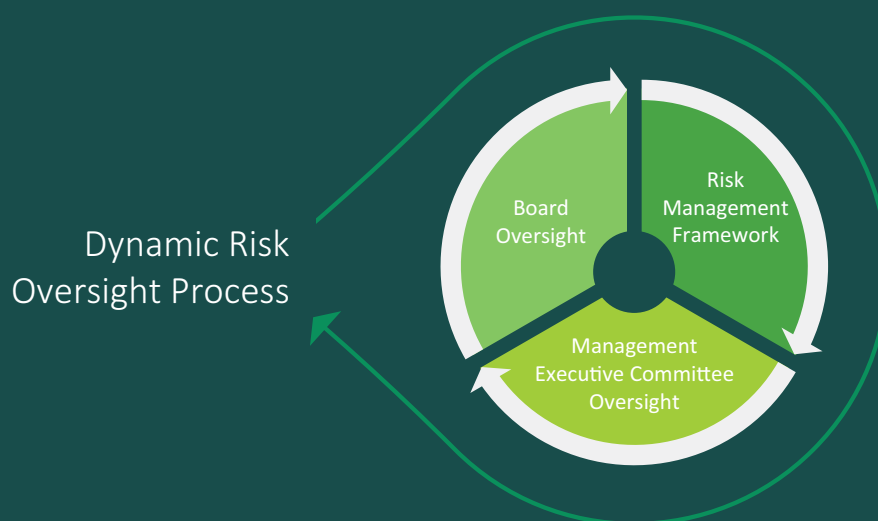 Dynamic Risk
Oversight Process
Board
Oversight
Risk
Management
Framework
Management
Executive Committee
Oversight